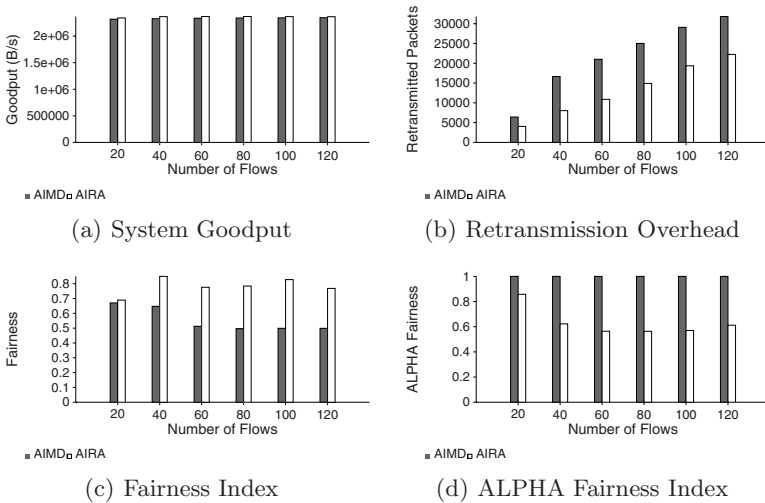 Goodput (B/s)
2e+06
1.5e+06
1e+06
500000
0
20 40 60 80 100 120
Number of Flows
AIMD AIRA
(a) System Goodput
Retransmitted Packets
30000
25000
20000
15000
10000
5000
0
20 40 60 80 100 120
Number of Flows
AIMD AIRA
(b) Retransmission Overhead
Fairness
0.8
0.7
0.6
0.5
0.4
0.3
0.2
0.1
0
20 40 60 80 100 120
Number of Flows
AIMD AIRA
(c) Fairness Index
ALPHA Fairness
1
0.8
0.6
0.4
0.2
0
20 40 60 80 100 120
Number of Flows
AIMD AIRA
(d) ALPHA Fairness Index